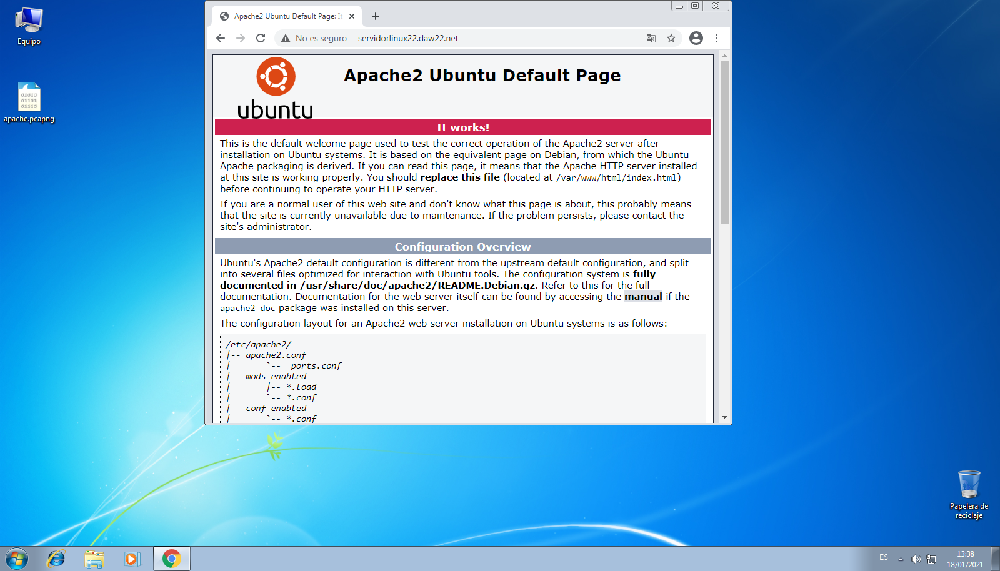 Equipo
01010
01101
01110
apache.pcapng
Apache2 Ubuntu Default Page: It
No es seguro
servidorlinux22.daw22.net
ubuntu
Apache2 Ubuntu Default Page
It works!
This is the default welcome page used to test the correct operation of the Apache2 server after
installation on Ubuntu systems. It is based on the equivalent page on Debian, from which the Ubuntu
Apache packaging is derived. If you can read this page, it means that the Apache HTTP server installed
at this site is working properly. You should replace this file (located at /var/www/html/index.html)
before continuing to operate your HTTP server.
If you are a normal user of this web site and don't know what this page is about, this probably means
that the site is currently unavailable due to maintenance. If the problem persists, please contact the
site's administrator.
Configuration Overview
Ubuntu's Apache2 default configuration is different from the upstream default configuration, and split
into several files optimized for interaction with Ubuntu tools. The configuration system is fully
documented in /usr/share/doc/apache2/README.Debian.gz. Refer to this for the full
documentation. Documentation for the web server itself can be found by accessing the manual if the
apache2-doc package was installed on this server.
The configuration layout for an Apache2 web server installation on Ubuntu systems is as follows:
/etc/apache2/
|-- apache2.conf
|       `--  ports.conf
|-- mods-enabled
|       |-- *.load
|       `-- *.conf
|-- conf-enabled
|       `-- *.conf
Papelera de
reciclaje
ES
13:38
18/01/2021